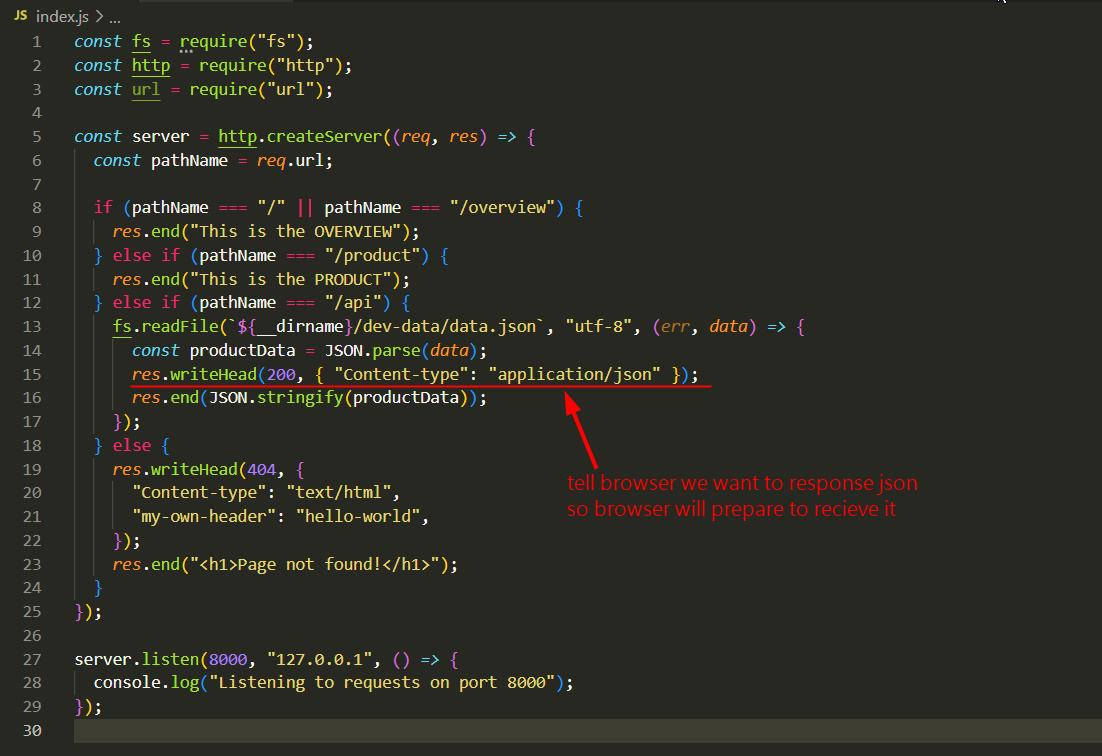 JS index.js > ...
1 const fs = require("fs");
2 const http = require("http");
3 const url = require("url");
4
5 const server = http.createServer((req, res) => {
6 const pathName = req.url;
7
8 if (pathName === "/" || pathName === "/overview") {
9 res.end("This is the OVERVIEW");
10 } else if (pathName === "/product") {
11 res.end("This is the PRODUCT");
12 } else if (pathName === "/api") {
13 fs.readFile(`${__dirname}/dev-data/data.json`, "utf-8", (err, data) => {
14 const productData = JSON.parse(data);
15 res.writeHead(200, { "Content-type": "application/json" });
16 res.end(JSON.stringify(productData));
17 });
18 } else {
19 res.writeHead(404, {
20 "Content-type": "text/html",
21 "my-own-header": "hello-world",
22 });
23 res.end("<h1>Page not found!</h1>");
24 }
25 });
26
27 server.listen(8000, "127.0.0.1", () => {
28 console.log("Listening to requests on port 8000");
29 });
30
tell browser we want to response json
so browser will prepare to recieve it